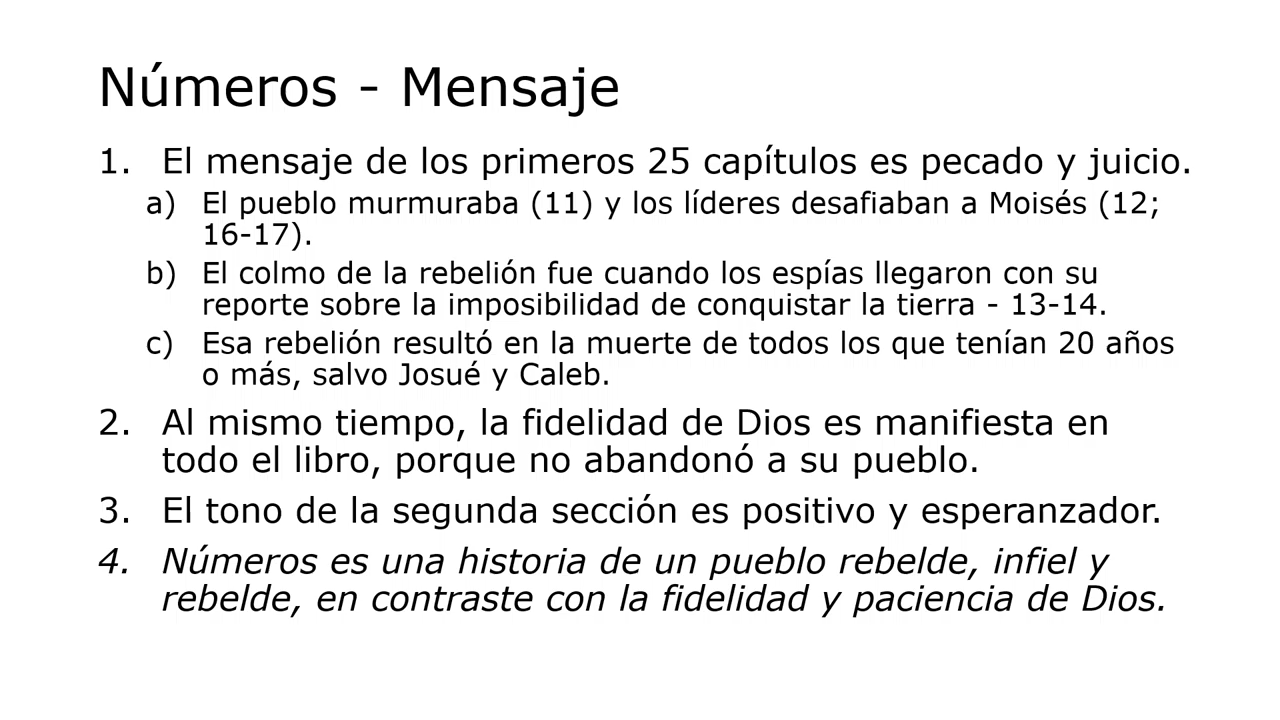 Números - Mensaje
1. El mensaje de los primeros 25 capítulos es pecado y juicio.
a) El pueblo murmuraba (11) y los líderes desafiaban a Moisés (12;
16-17).
b) El colmo de la rebelión fue cuando los espías llegaron con su
reporte sobre la imposibilidad de conquistar la tierra - 13-14.
c) Esa rebelión resultó en la muerte de todos los que tenían 20 años
o más, salvo Josué y Caleb.
2. Al mismo tiempo, la fidelidad de Dios es manifiesta en
todo el libro, porque no abandonó a su pueblo.
3. El tono de la segunda sección es positivo y esperanzador.
4. Números es una historia de un pueblo rebelde, infiel y
rebelde, en contraste con la fidelidad y paciencia de Dios.